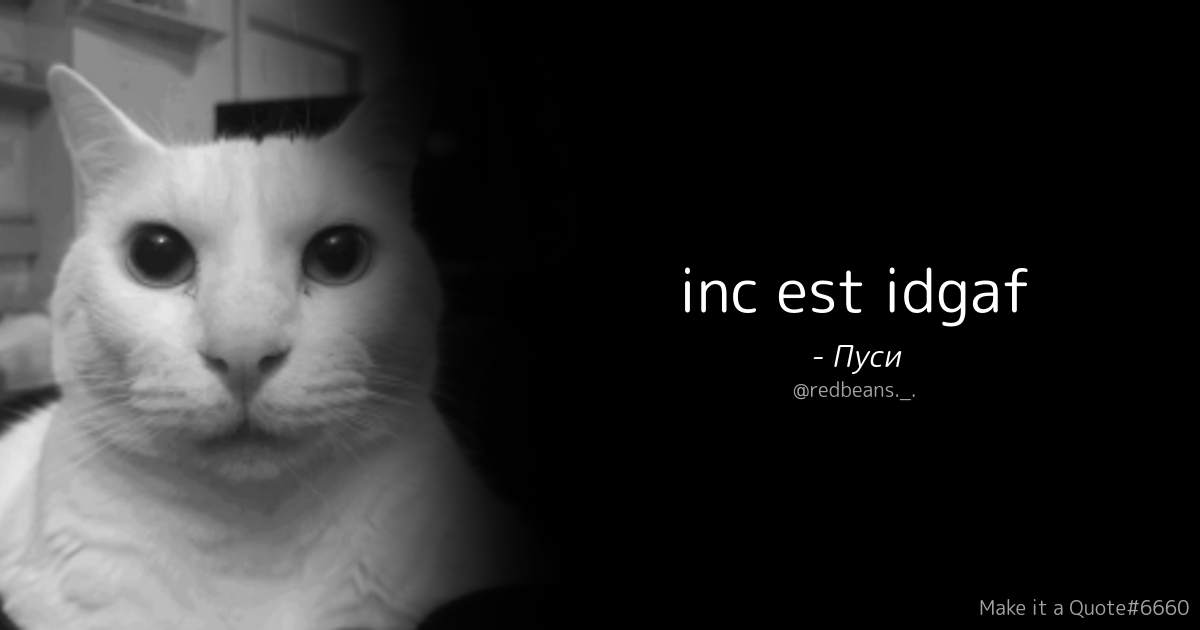 inc est idgaf
- Пуси
@redbeans._.
Make it a Quote#6660